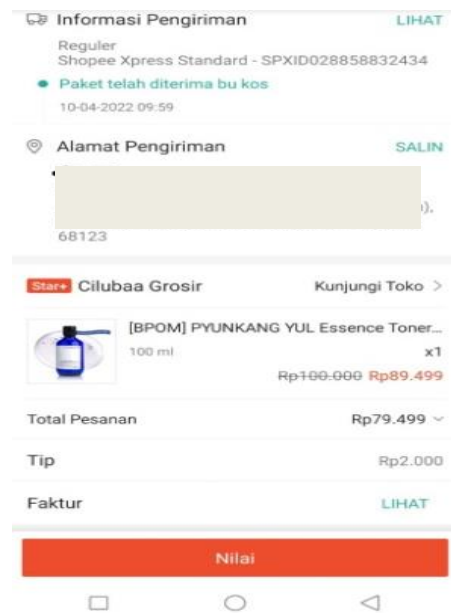 Informasi Pengiriman LIHAT
Reguler
Shopee Xpress Standard - SPXID028858832434
Paket telah diterima bu kos
10-04-2022 09:59
Alamat Pengiriman SALIN
),
68123
Star+ Cilubaa Grosir Kunjungi Toko >
[BPOM] PYUNKANG YUL Essence Toner...
100 ml x1
Rp100.000 Rp89.499
Total Pesanan Rp79.499
Tip Rp2.000
Faktur LIHAT
Nilai